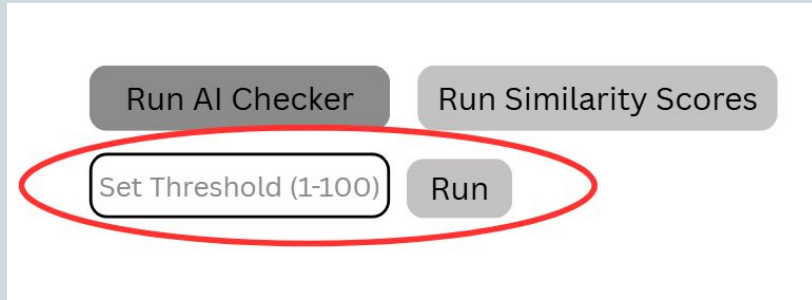 Run AI Checker
Run Similarity Scores
Set Threshold (1-100)
Run